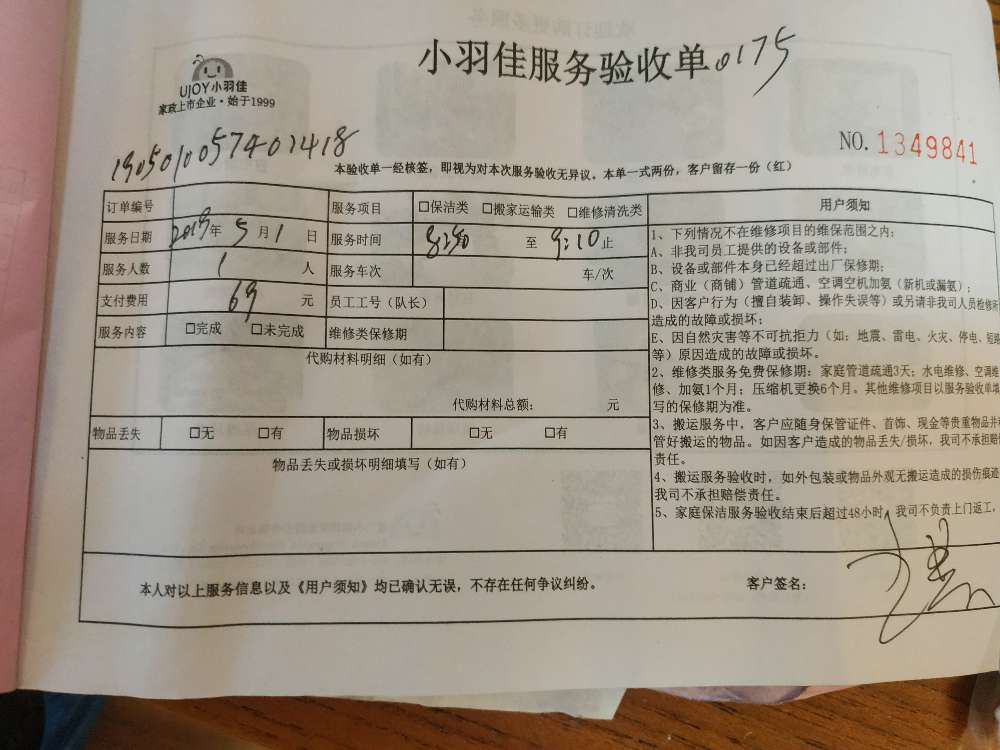 小羽佳服务验收单0175
UJOY小羽佳
家政上市企业·始于1999
NO.1349841
1905010057402418
本验收单一经核签，即视为对本次服务验收无异议。本单一式两份，客户留存一份（红）
订单编号 服务项目 □保洁类 □搬家运输类 □维修清洗类
服务日期 2019年5月1日 服务时间 至9:10止
服务人数 1人 服务车次 车/次
支付费用 69元 员工工号（队长）
服务内容 □完成 □未完成 维修类保修期
代购材料明细（如有）
代购材料总额： 元
物品丢失 □无 □有 物品损坏 □无 □有
物品丢失或损坏明细填写（如有）
用户须知
1、下列情况不在维修项目的维保范围之内：
A、非我司员工提供的设备或部件；
B、设备或部件本身已经超过出厂保修期；
C、商业（商铺）管道疏通、空调空机加氨（新机或漏氨）；
D、因客户行为（擅自装卸、操作失误等）或另请非我司人员检修所
造成的故障或损坏；
E、因自然灾害等不可抗拒力（如：地震、雷电、火灾、停电、短路
等）原因造成的故障或损坏。
2、维修类服务免费保修期：家庭管道疏通3天；水电维修、空调维
修、加氨1个月；压缩机更换6个月。其他维修项目以服务验收单填
写的保修期为准。
3、搬运服务中，客户应随身保管证件、首饰、现金等贵重物品并
管好搬运的物品。如因客户造成的物品丢失/损坏，我司不承担赔偿
责任。
4、搬运服务验收时，如外包装或物品外观无搬运造成的损伤痕迹
我司不承担赔偿责任。
5、家庭保洁服务验收结束后超过48小时，我司不负责上门返工，
本人对以上服务信息以及《用户须知》均已确认无误，不存在任何争议纠纷。 客户签名：